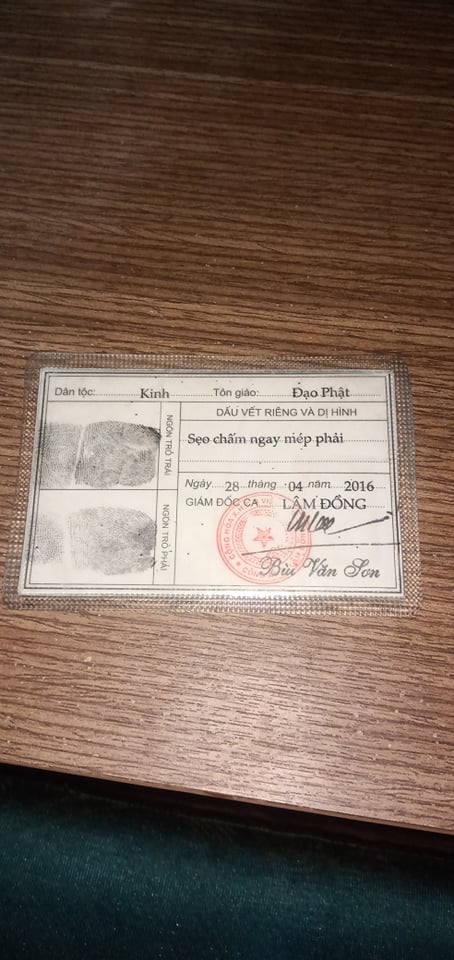 Dân tộc: Kinh Tôn giáo: Đạo Phật
DẤU VẾT RIÊNG VÀ DỊ HÌNH
Sẹo chấm ngay mép phải
NGÓN TRỎ TRÁI
NGÓN TRỎ PHẢI
Ngày 28 tháng 04 năm 2016
GIÁM ĐỐC CA LÂM ĐỒNG
CỘNG HÒA
Bùi Văn Sơn